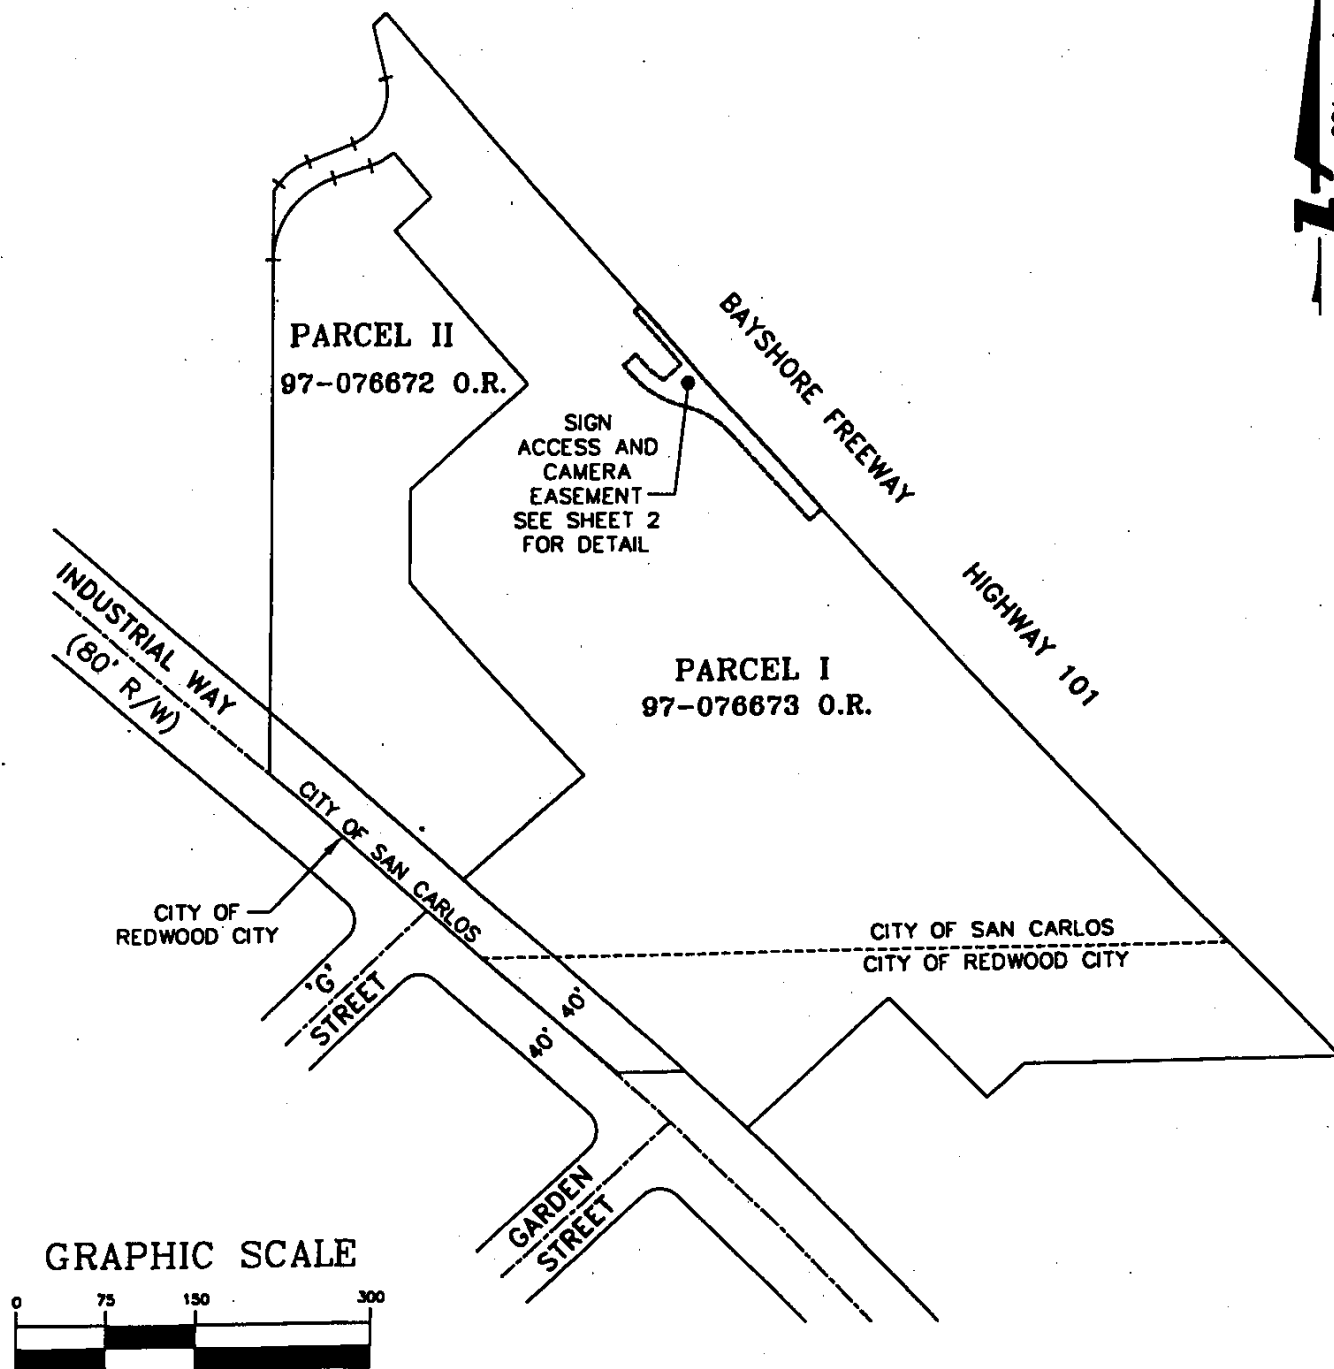 PARCEL II
97-076672 O.R.
BAYSHORE FREEWAY
SIGN
ACCESS AND
CAMERA
EASEMENT
SEE SHEET 2
FOR DETAIL
HIGHWAY 101
INDUSTRIAL WAY
(80' R/W)
PARCEL I
97-076673 O.R.
CITY OF SAN CARLOS
CITY OF
REDWOOD CITY
CITY OF SAN CARLOS
CITY OF REDWOOD CITY
'G'
STREET
40'
40'
GARDEN
STREET
GRAPHIC SCALE
0 75 150 300